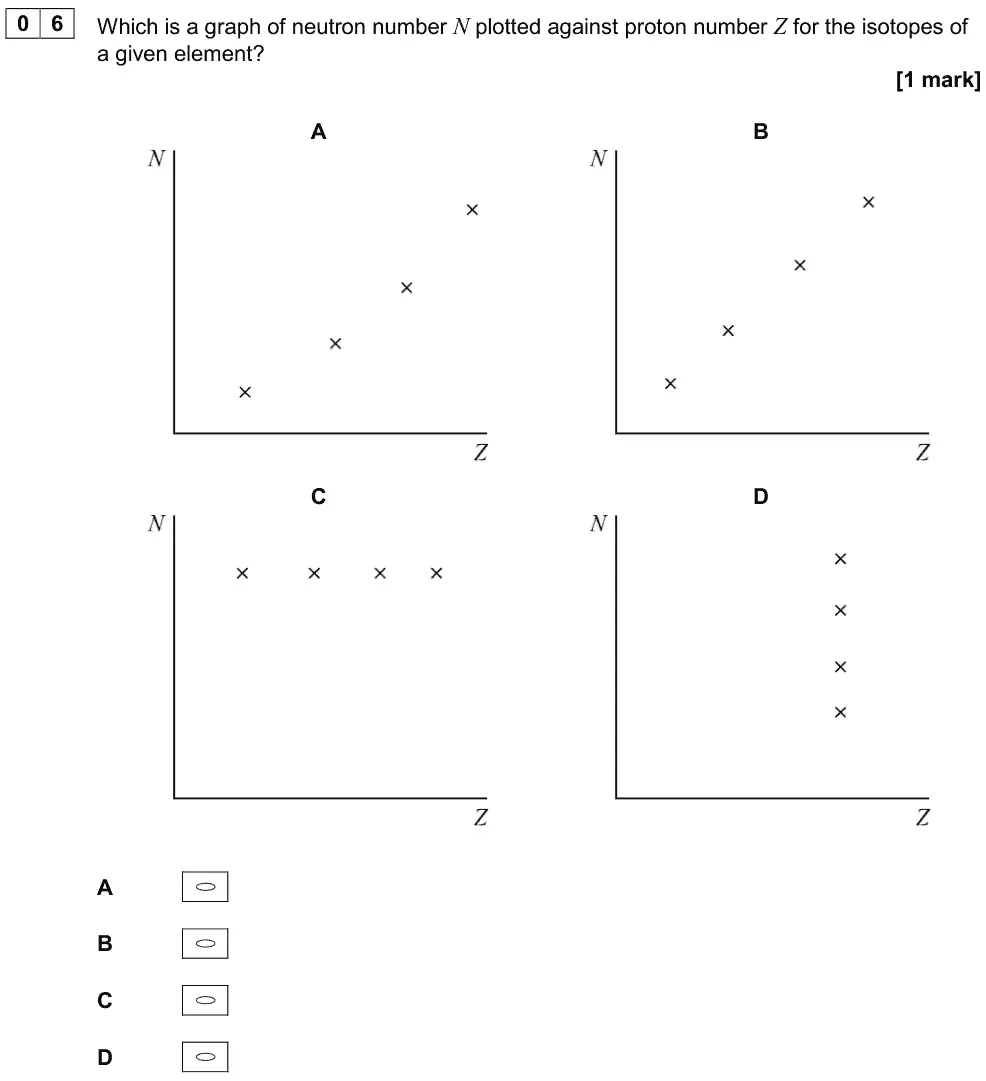 0 6 Which is a graph of neutron number N plotted against proton number Z for the isotopes of
a given element?
[1 mark]
A B
N N
Z Z
C D
N N
Z Z
A
B
C
D